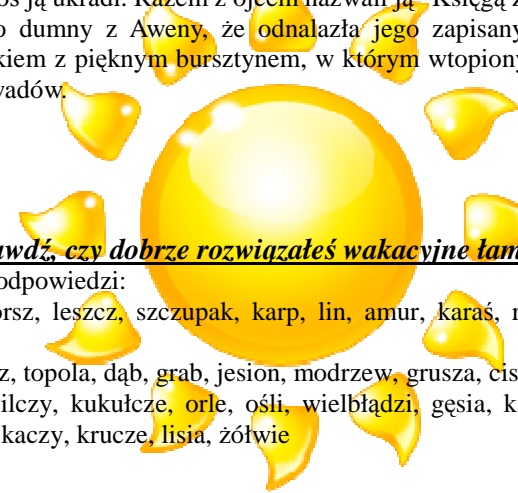 oś ją ukradł. Razem z ojcem nazwali ją "Księgą
o dumny z Aweny, że odnalazła jego zapisany
kiem z pięknym bursztynem, w którym wtopiony
wadów.
awdź, czy dobrze rozwiązałeś wakacyjne łam
odpowiedzi:
orsz, leszcz, szczupak, karp, lin, amur, karaś,
z, topola, dąb, grab, jesion, modrzew, grusza, cis
ilczy, kukułcze, orle, ośli, wielbłądzi, gęsia, k
kaczy, krucze, lisia, żółwie